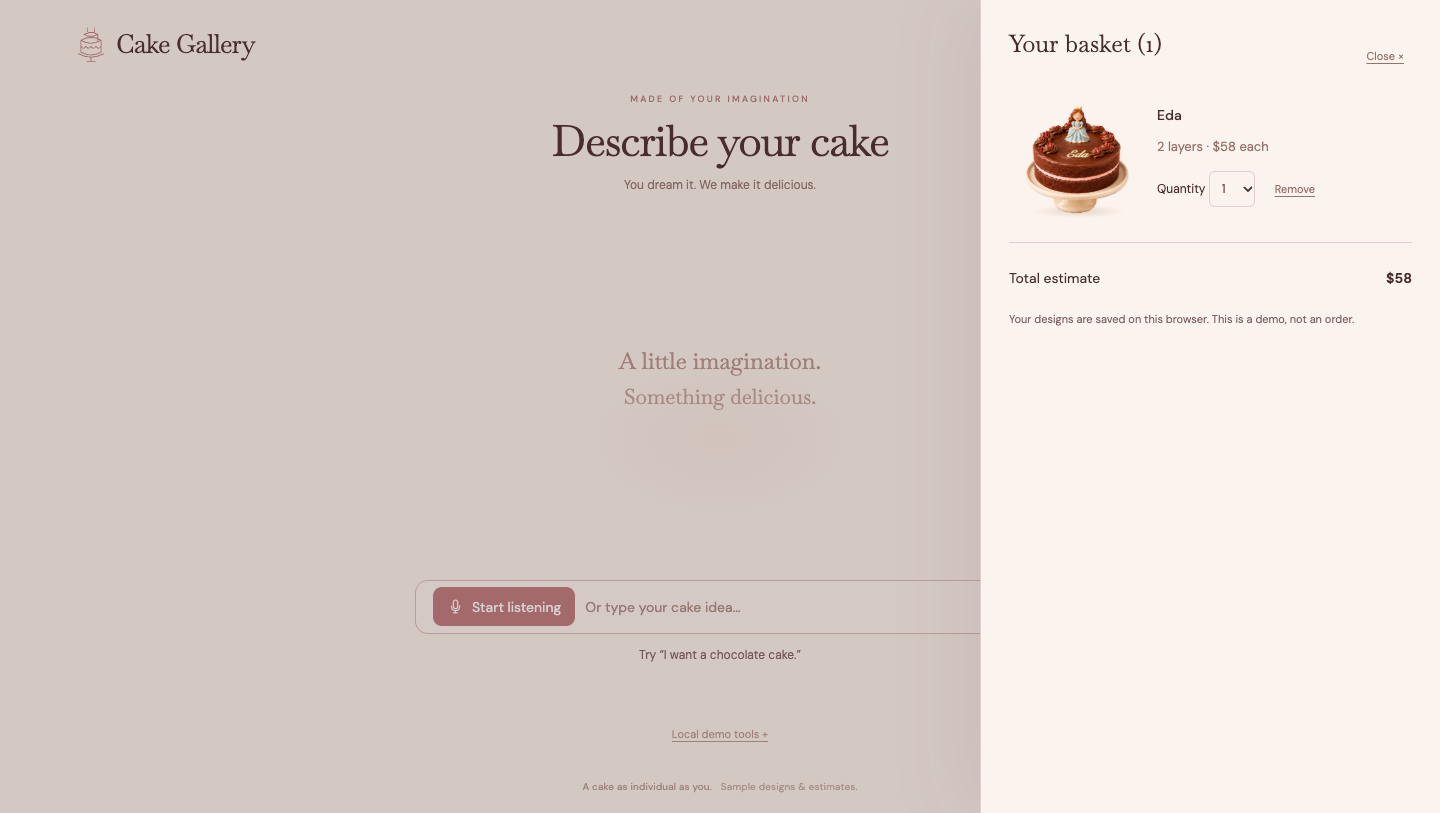 Cake Gallery
MADE OF YOUR IMAGINATION
Describe your cake
You dream it. We make it delicious.
A little imagination.
Something delicious.
Start listening
Or type your cake idea...
Try “I want a chocolate cake.”
Local demo tools +
A cake as individual as you. Sample designs & estimates.
Your basket (1)
Close ×
Eda
Eda
2 layers · $58 each
Quantity 1 Remove
Total estimate $58
Your designs are saved on this browser. This is a demo, not an order.